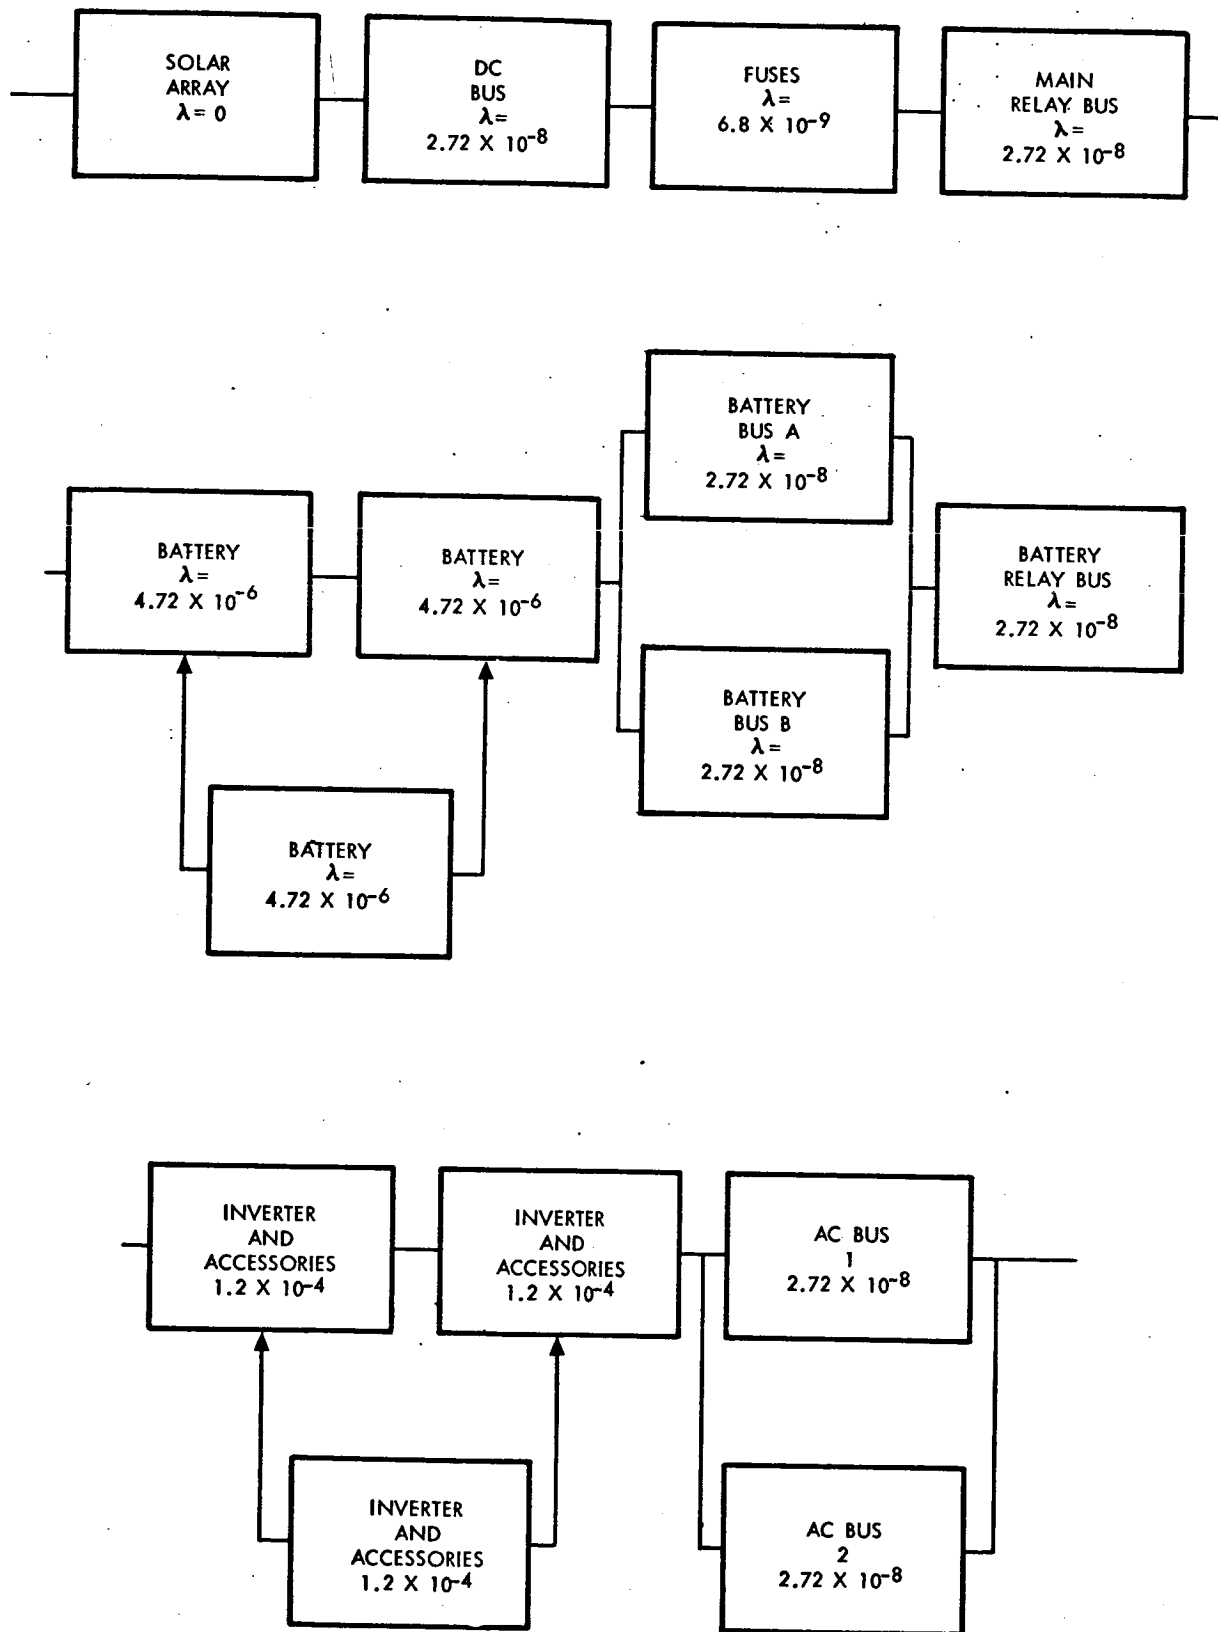 SOLAR
ARRAY
λ= 0
DC
BUS
λ=
2.72 X 10⁻⁸
FUSES
λ=
6.8 X 10⁻⁹
MAIN
RELAY BUS
λ=
2.72 X 10⁻⁸
BATTERY
BUS A
λ=
2.72 X 10⁻⁸
BATTERY
λ=
4.72 X 10⁻⁶
BATTERY
λ=
4.72 X 10⁻⁶
BATTERY
RELAY BUS
λ=
2.72 X 10⁻⁸
BATTERY
BUS B
λ=
2.72 X 10⁻⁸
BATTERY
λ=
4.72 X 10⁻⁶
INVERTER
AND
ACCESSORIES
1.2 X 10⁻⁴
INVERTER
AND
ACCESSORIES
1.2 X 10⁻⁴
AC BUS
1
2.72 X 10⁻⁸
INVERTER
AND
ACCESSORIES
1.2 X 10⁻⁴
AC BUS
2
2.72 X 10⁻⁸